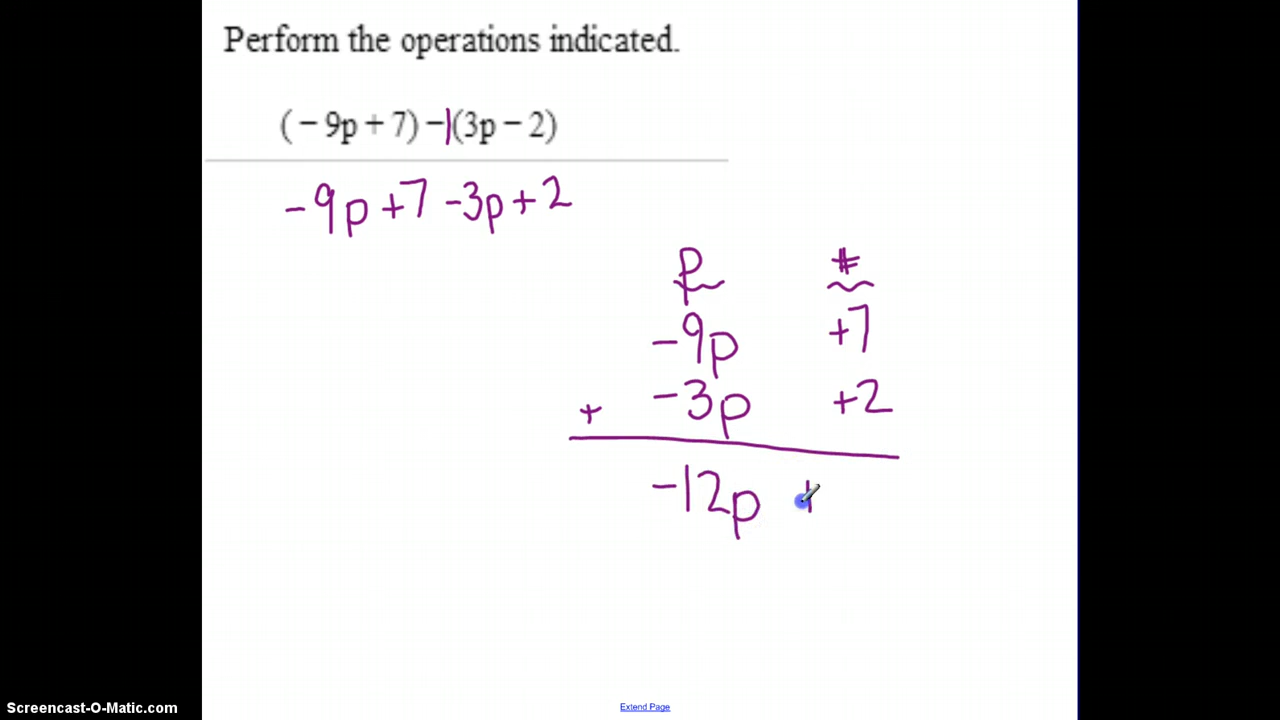 Perform the operations indicated.
(− 9p + 7) −1(3p − 2)
-9p+7 -3p+2
p #
-9p +7
+ -3p +2
-12p +
Screencast-O-Matic.com
Extend Page